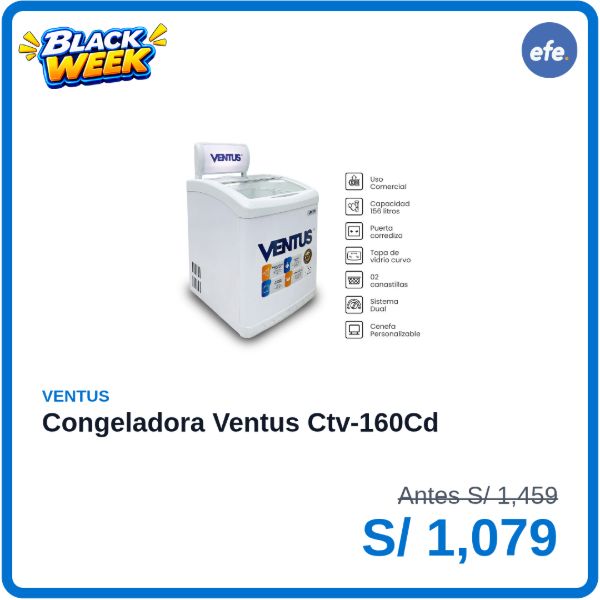 BLACK
WEEK
efe.
VENTUS
VENTUS
Uso
Comercial
Capacidad
156 litros
Puerta
corrediza
Tapa de
vidrio curvo
02
canastillas
Sistema
Dual
Cenefa
Personalizable
VENTUS
Congeladora Ventus Ctv-160Cd
Antes S/ 1,459
S/ 1,079